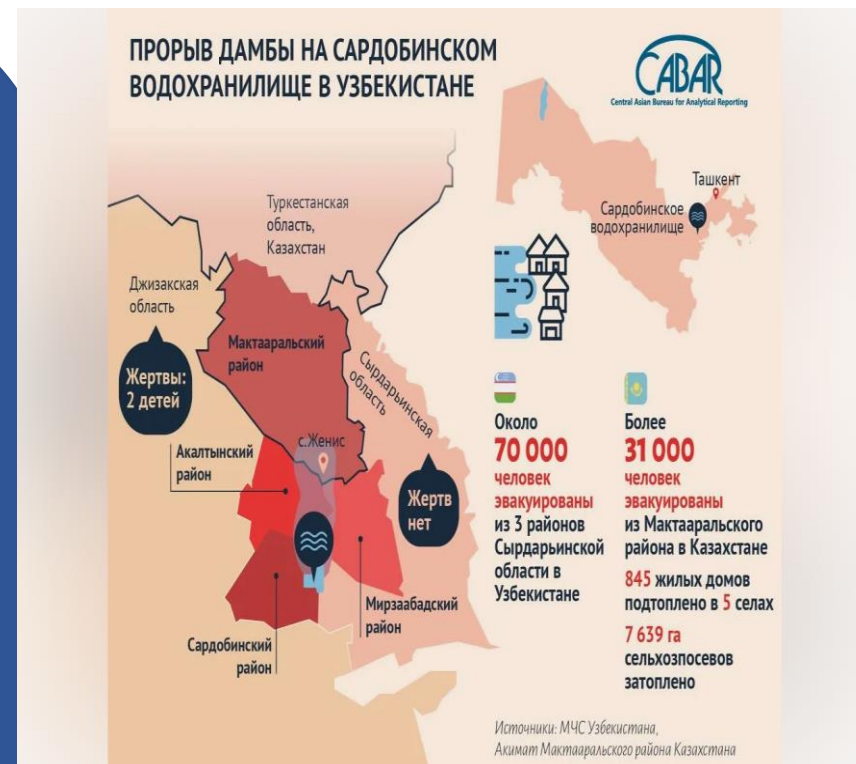 ПРОРЫВ ДАМБЫ НА САРДОБИНСКОМ
ВОДОХРАНИЛИЩЕ В УЗБЕКИСТАНЕ
CABAR
Central Asian Bureau for Analytical Reporting
Ташкент
Сардобинское
водохранилище
Туркестанская
область,
Казахстан
Джизакская
область
Мактааральский
район
Сырдарьинская
область
Жертвы:
2 детей
с.Женис
Акалтынский
район
Жертв
нет
Мирзаабадский
район
Сардобинский
район
Около
70 000
человек
эвакуированы
из 3 районов
Сырдарьинской
области в
Узбекистане
Более
31 000
человек
эвакуированы
из Мактааральского
района в Казахстане
845 жилых домов
подтоплено в 5 селах
7 639 га
сельхозпосевов
затоплено
Источники: МЧС Узбекистана,
Акимат Мактааральского района Казахстана